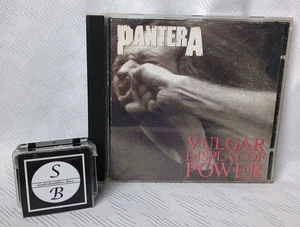 PANTERA
VULGAR
DISPLAY OF
POWER
S
B